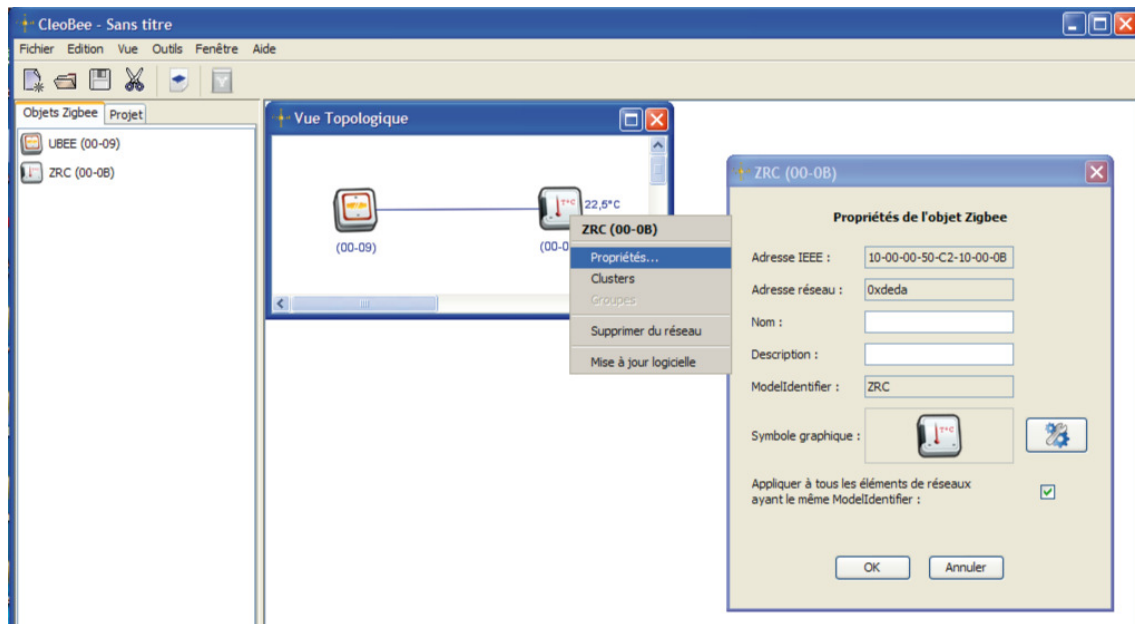 CleoBee - Sans titre
Fichier Edition Vue Outils Fenêtre Aide
Objets Zigbee Projet
UBEE (00-09)
ZRC (00-0B)
Vue Topologique
22,5°C
(00-09)
(00-0
ZRC (00-0B)
Propriétés...
Clusters
Groupes
Supprimer du réseau
Mise à jour logicielle
ZRC (00-0B)
Propriétés de l'objet Zigbee
Adresse IEEE : 10-00-00-50-C2-10-00-0B
Adresse réseau : 0xdeda
Nom :
Description :
ModelIdentifier : ZRC
Symbole graphique : T°C
Appliquer à tous les éléments de réseaux
ayant le même ModelIdentifier :
OK Annuler